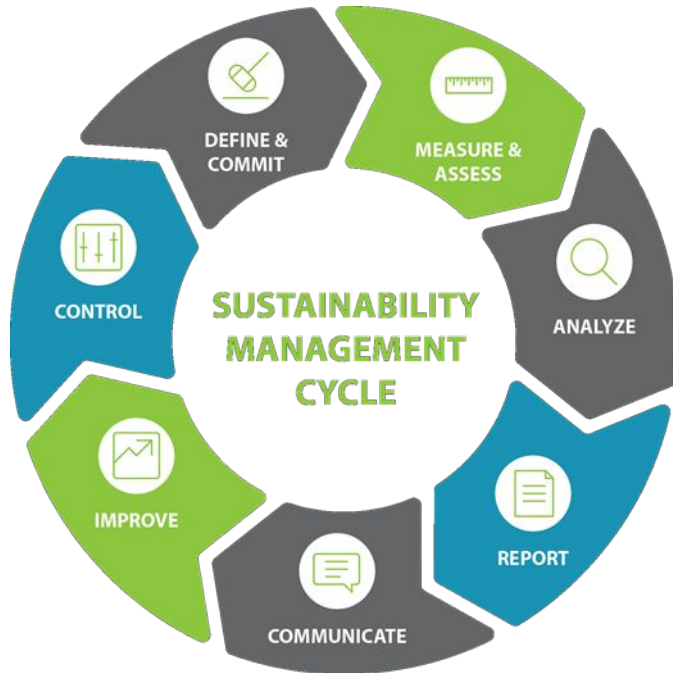 DEFINE &
COMMIT
MEASURE &
ASSESS
ANALYZE
REPORT
COMMUNICATE
IMPROVE
CONTROL
SUSTAINABILITY
MANAGEMENT
CYCLE